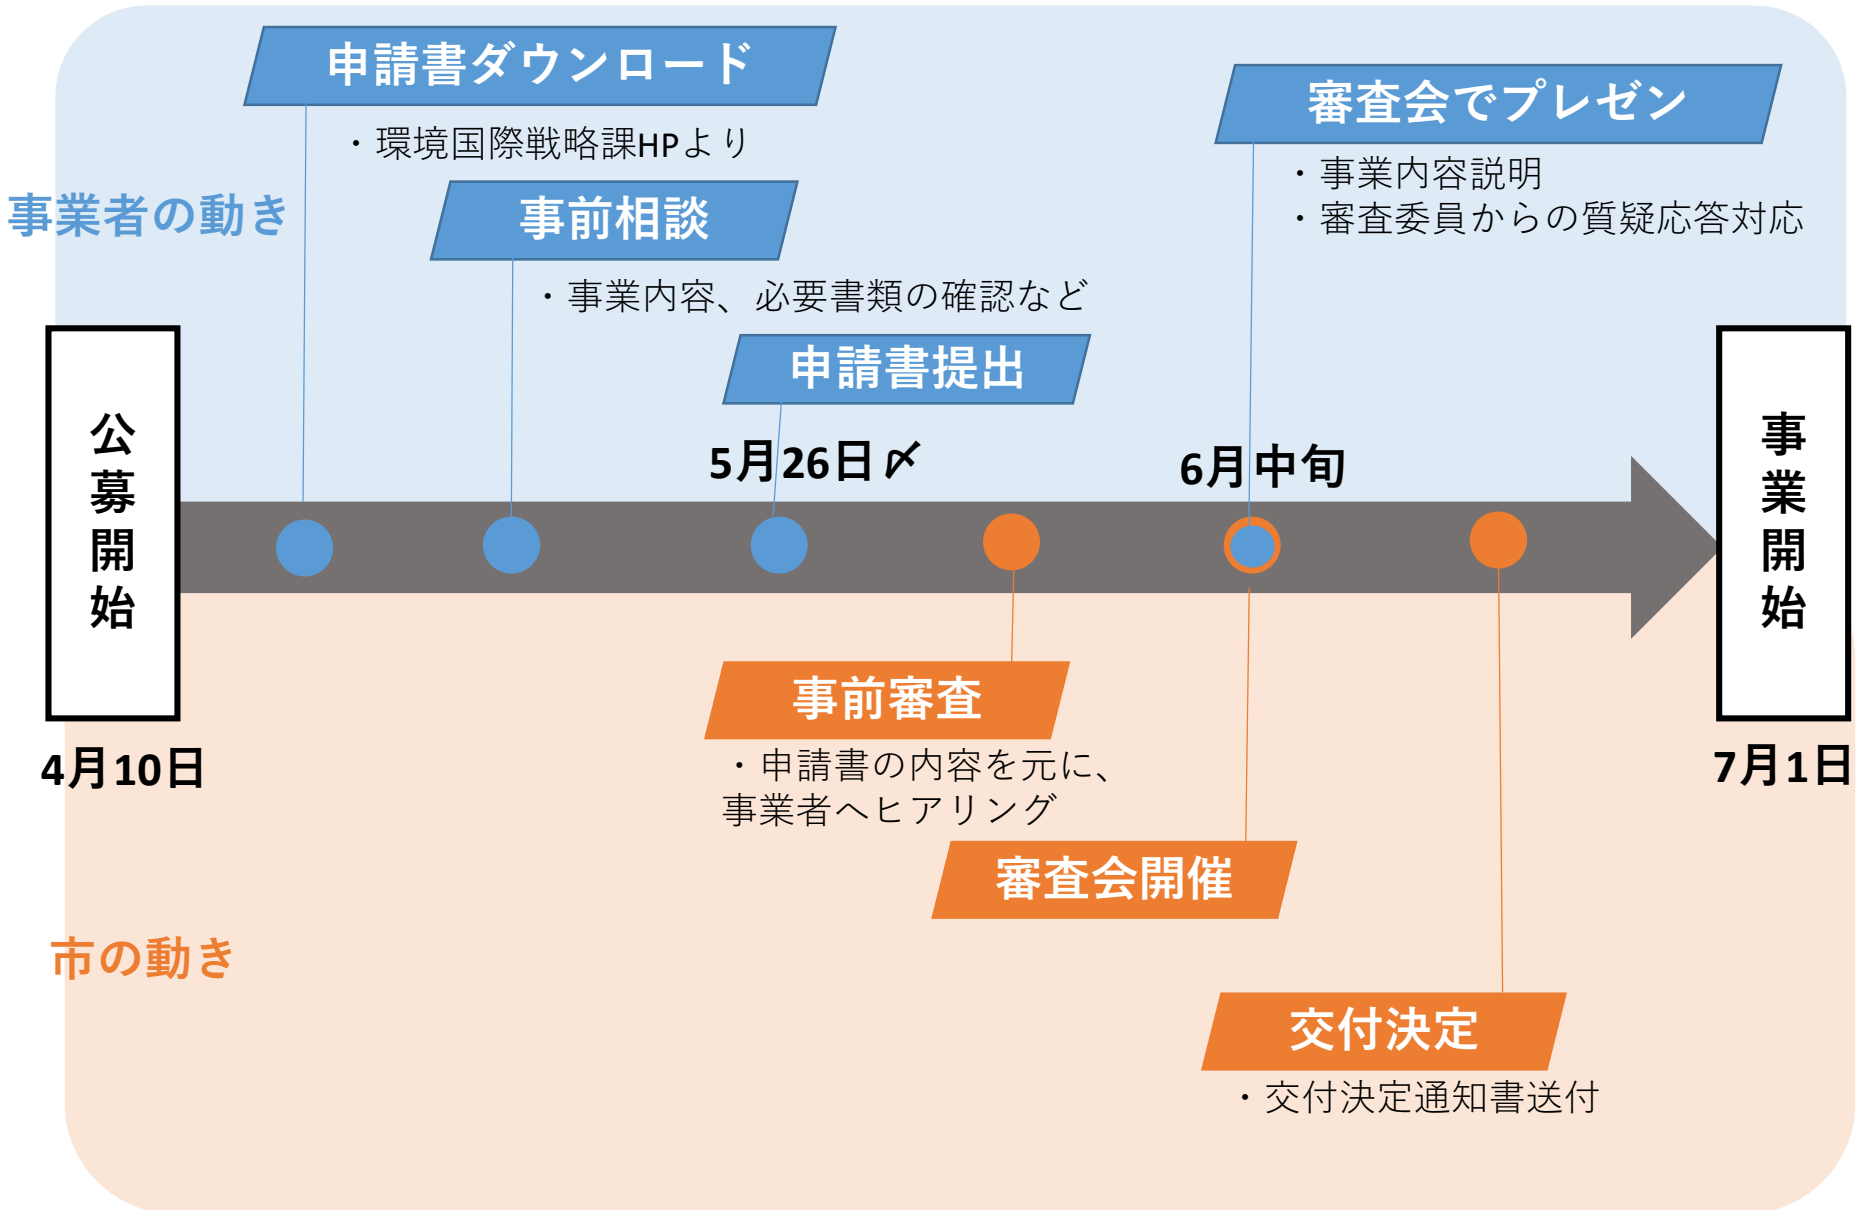 申請書ダウンロード
・環境国際戦略課HPより
審査会でプレゼン
・事業内容説明
・審査委員からの質疑応答対応
事業者の動き
事前相談
・事業内容、必要書類の確認など
申請書提出
5月26日〆
6月中旬
公募開始
4月10日
事業開始
7月1日
事前審査
・申請書の内容を元に、
事業者へヒアリング
審査会開催
市の動き
交付決定
・交付決定通知書送付